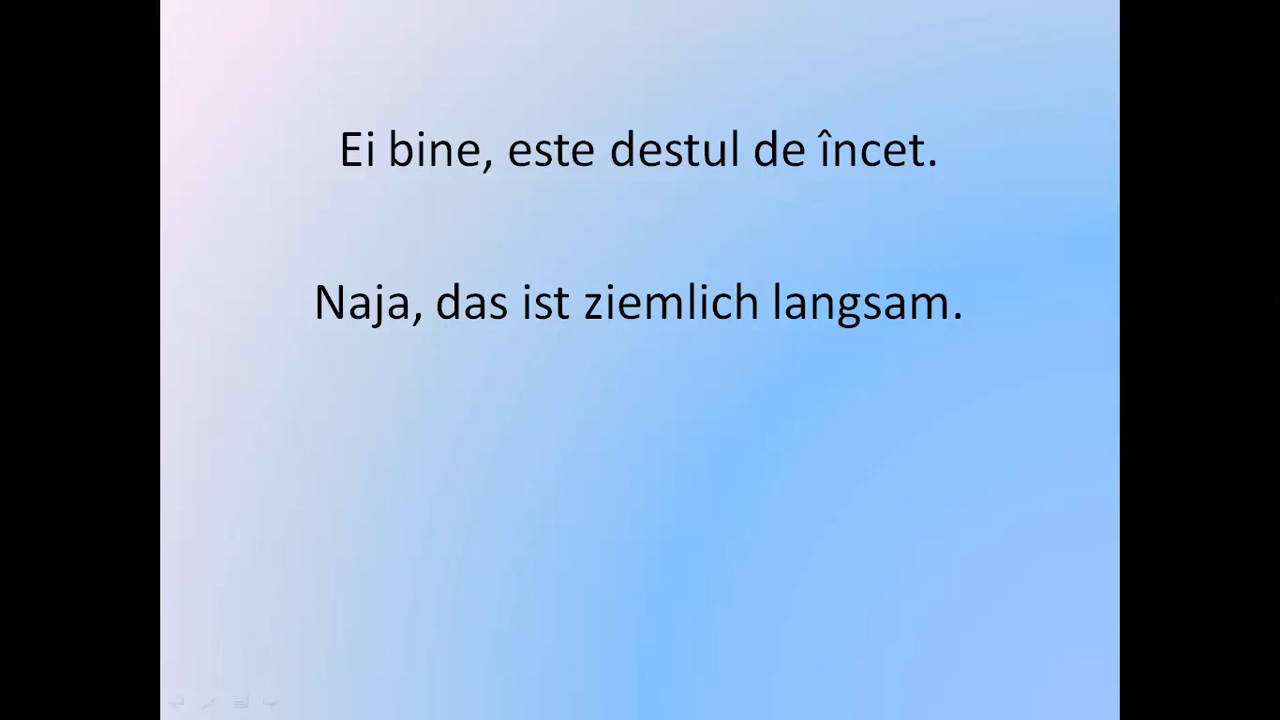 Ei bine, este destul de încet.
Naja, das ist ziemlich langsam.